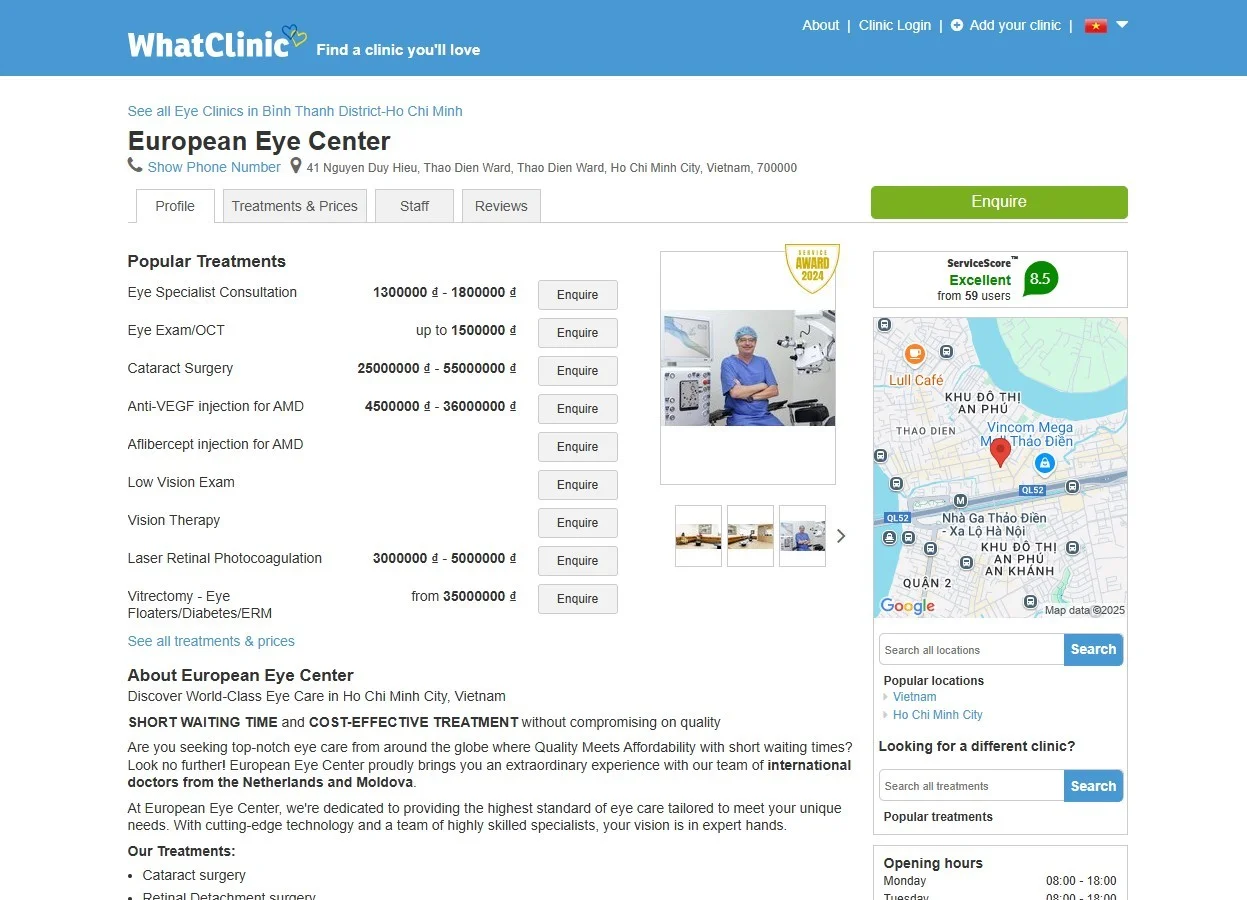 WhatClinic Find a clinic you'll love
About | Clinic Login | Add your clinic |
See all Eye Clinics in Bình Thanh District-Ho Chi Minh
European Eye Center
Show Phone Number 41 Nguyen Duy Hieu, Thao Dien Ward, Thao Dien Ward, Ho Chi Minh City, Vietnam, 700000
Profile
Treatments & Prices
Staff
Reviews
Enquire
Popular Treatments
Eye Specialist Consultation 1300000 ₫ - 1800000 ₫ Enquire
Eye Exam/OCT up to 1500000 ₫ Enquire
Cataract Surgery 25000000 ₫ - 55000000 ₫ Enquire
Anti-VEGF injection for AMD 4500000 ₫ - 36000000 ₫ Enquire
Aflibercept injection for AMD Enquire
Low Vision Exam Enquire
Vision Therapy Enquire
Laser Retinal Photocoagulation 3000000 ₫ - 5000000 ₫ Enquire
Vitrectomy - Eye from 35000000 ₫ Enquire
Floaters/Diabetes/ERM
See all treatments & prices
SERVICE
AWARD
2024
About European Eye Center
Discover World-Class Eye Care in Ho Chi Minh City, Vietnam
SHORT WAITING TIME and COST-EFFECTIVE TREATMENT without compromising on quality
Are you seeking top-notch eye care from around the globe where Quality Meets Affordability with short waiting times?
Look no further! European Eye Center proudly brings you an extraordinary experience with our team of international
doctors from the Netherlands and Moldova.
At European Eye Center, we're dedicated to providing the highest standard of eye care tailored to meet your unique
needs. With cutting-edge technology and a team of highly skilled specialists, your vision is in expert hands.
Our Treatments:
• Cataract surgery
• Retinal Detachment surgery
ServiceScore™
Excellent 8.5
from 59 users
Lull Café
KHU ĐÔ THỊ
AN PHÚ
THAO DIEN
Vincom Mega
Mall Thảo Điền
QL52
QL52
M
Nhà Ga Thảo Điền
- Xa Lộ Hà Nội
KHU ĐÔ THỊ
AN PHÚ
AN KHÁNH
QUẬN 2
Google
Map data ©2025
Search all locations Search
Popular locations
Vietnam
Ho Chi Minh City
Looking for a different clinic?
Search all treatments Search
Popular treatments
Opening hours
Monday 08:00 - 18:00
Tuesday 08:00 - 18:00